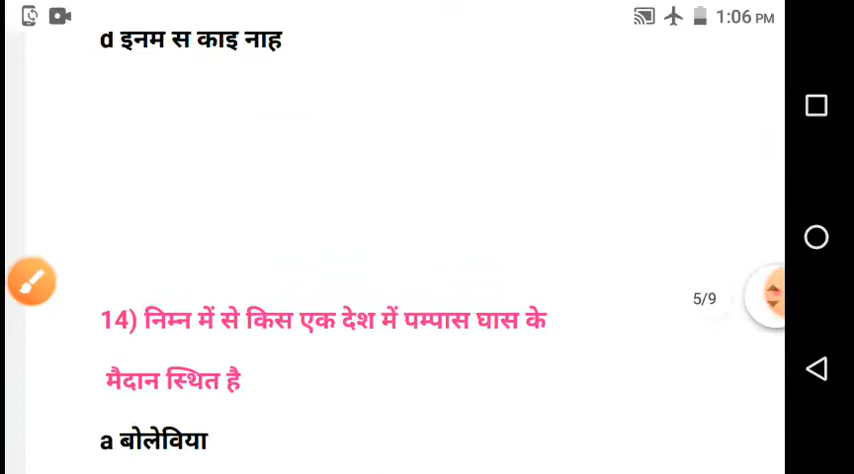 1:06 PM
d इनम स काइ नाह
5/9
14) निम्न में से किस एक देश में पम्पास घास के
मैदान स्थित है
a बोलेविया